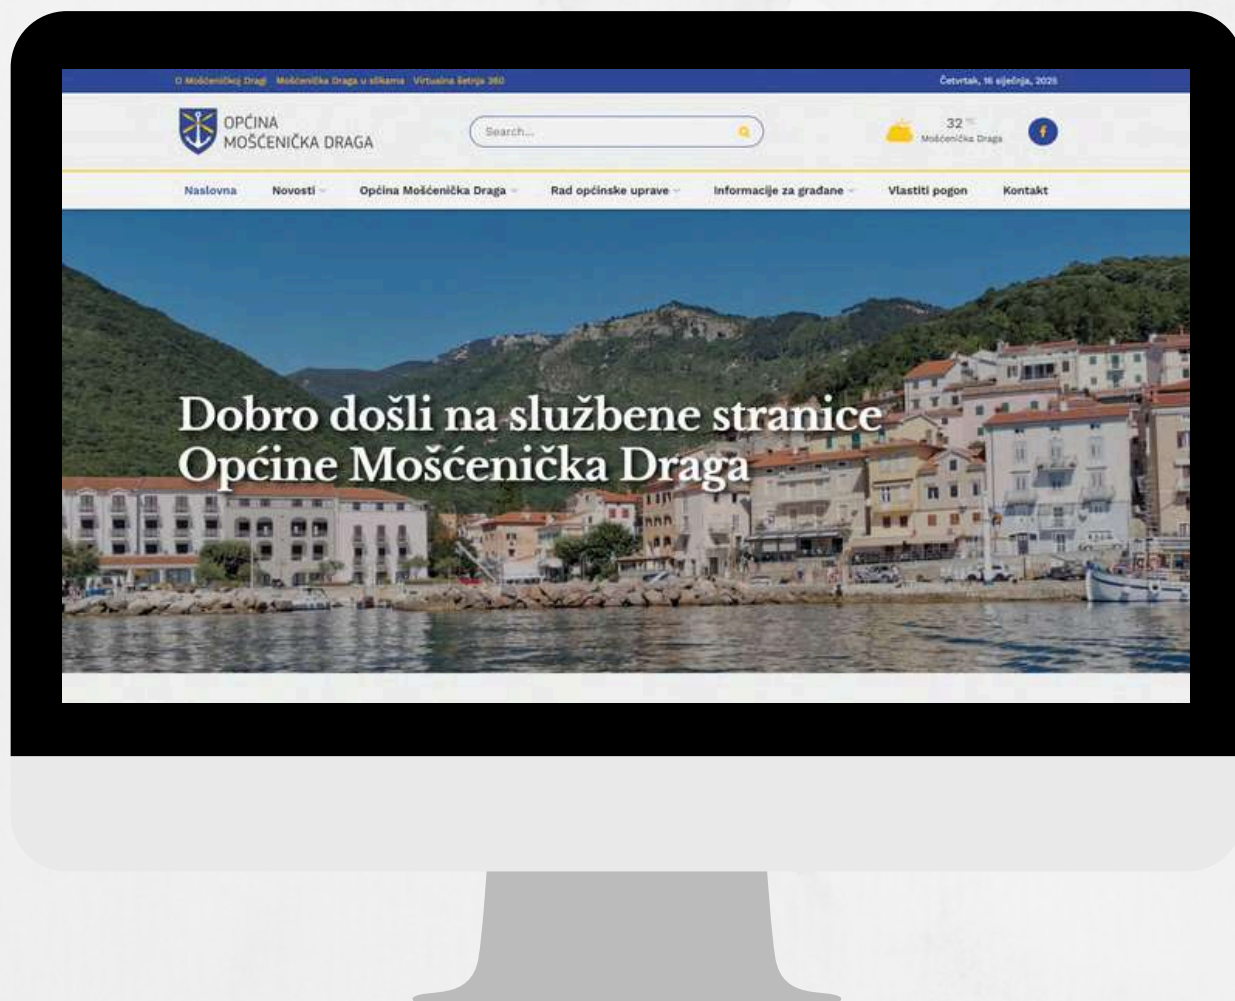 O Mošćeničkoj Dragi Mošćenička Draga u slikama Virtualna šetnja 360
Četvrtak, 16 siječnja, 2025
OPĆINA
MOŠĆENIČKA DRAGA
Search...
32 °C
Mošćenička Draga
Naslovna Novosti Općina Mošćenička Draga Rad općinske uprave Informacije za građane Vlastiti pogon Kontakt
Dobro došli na službene stranice
Općine Mošćenička Draga